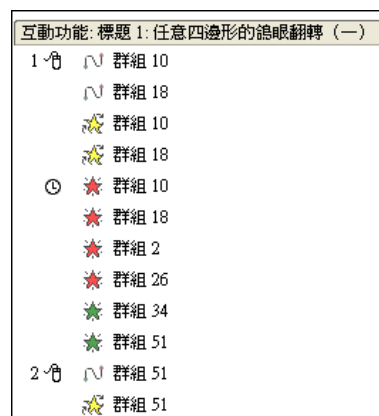 互動功能: 標題 1: 任意四邊形的鴿眼翻轉（一）
1 群組 10
群組 18
群組 10
群組 18
群組 10
群組 18
群組 2
群組 26
群組 34
群組 51
2 群組 51
群組 51